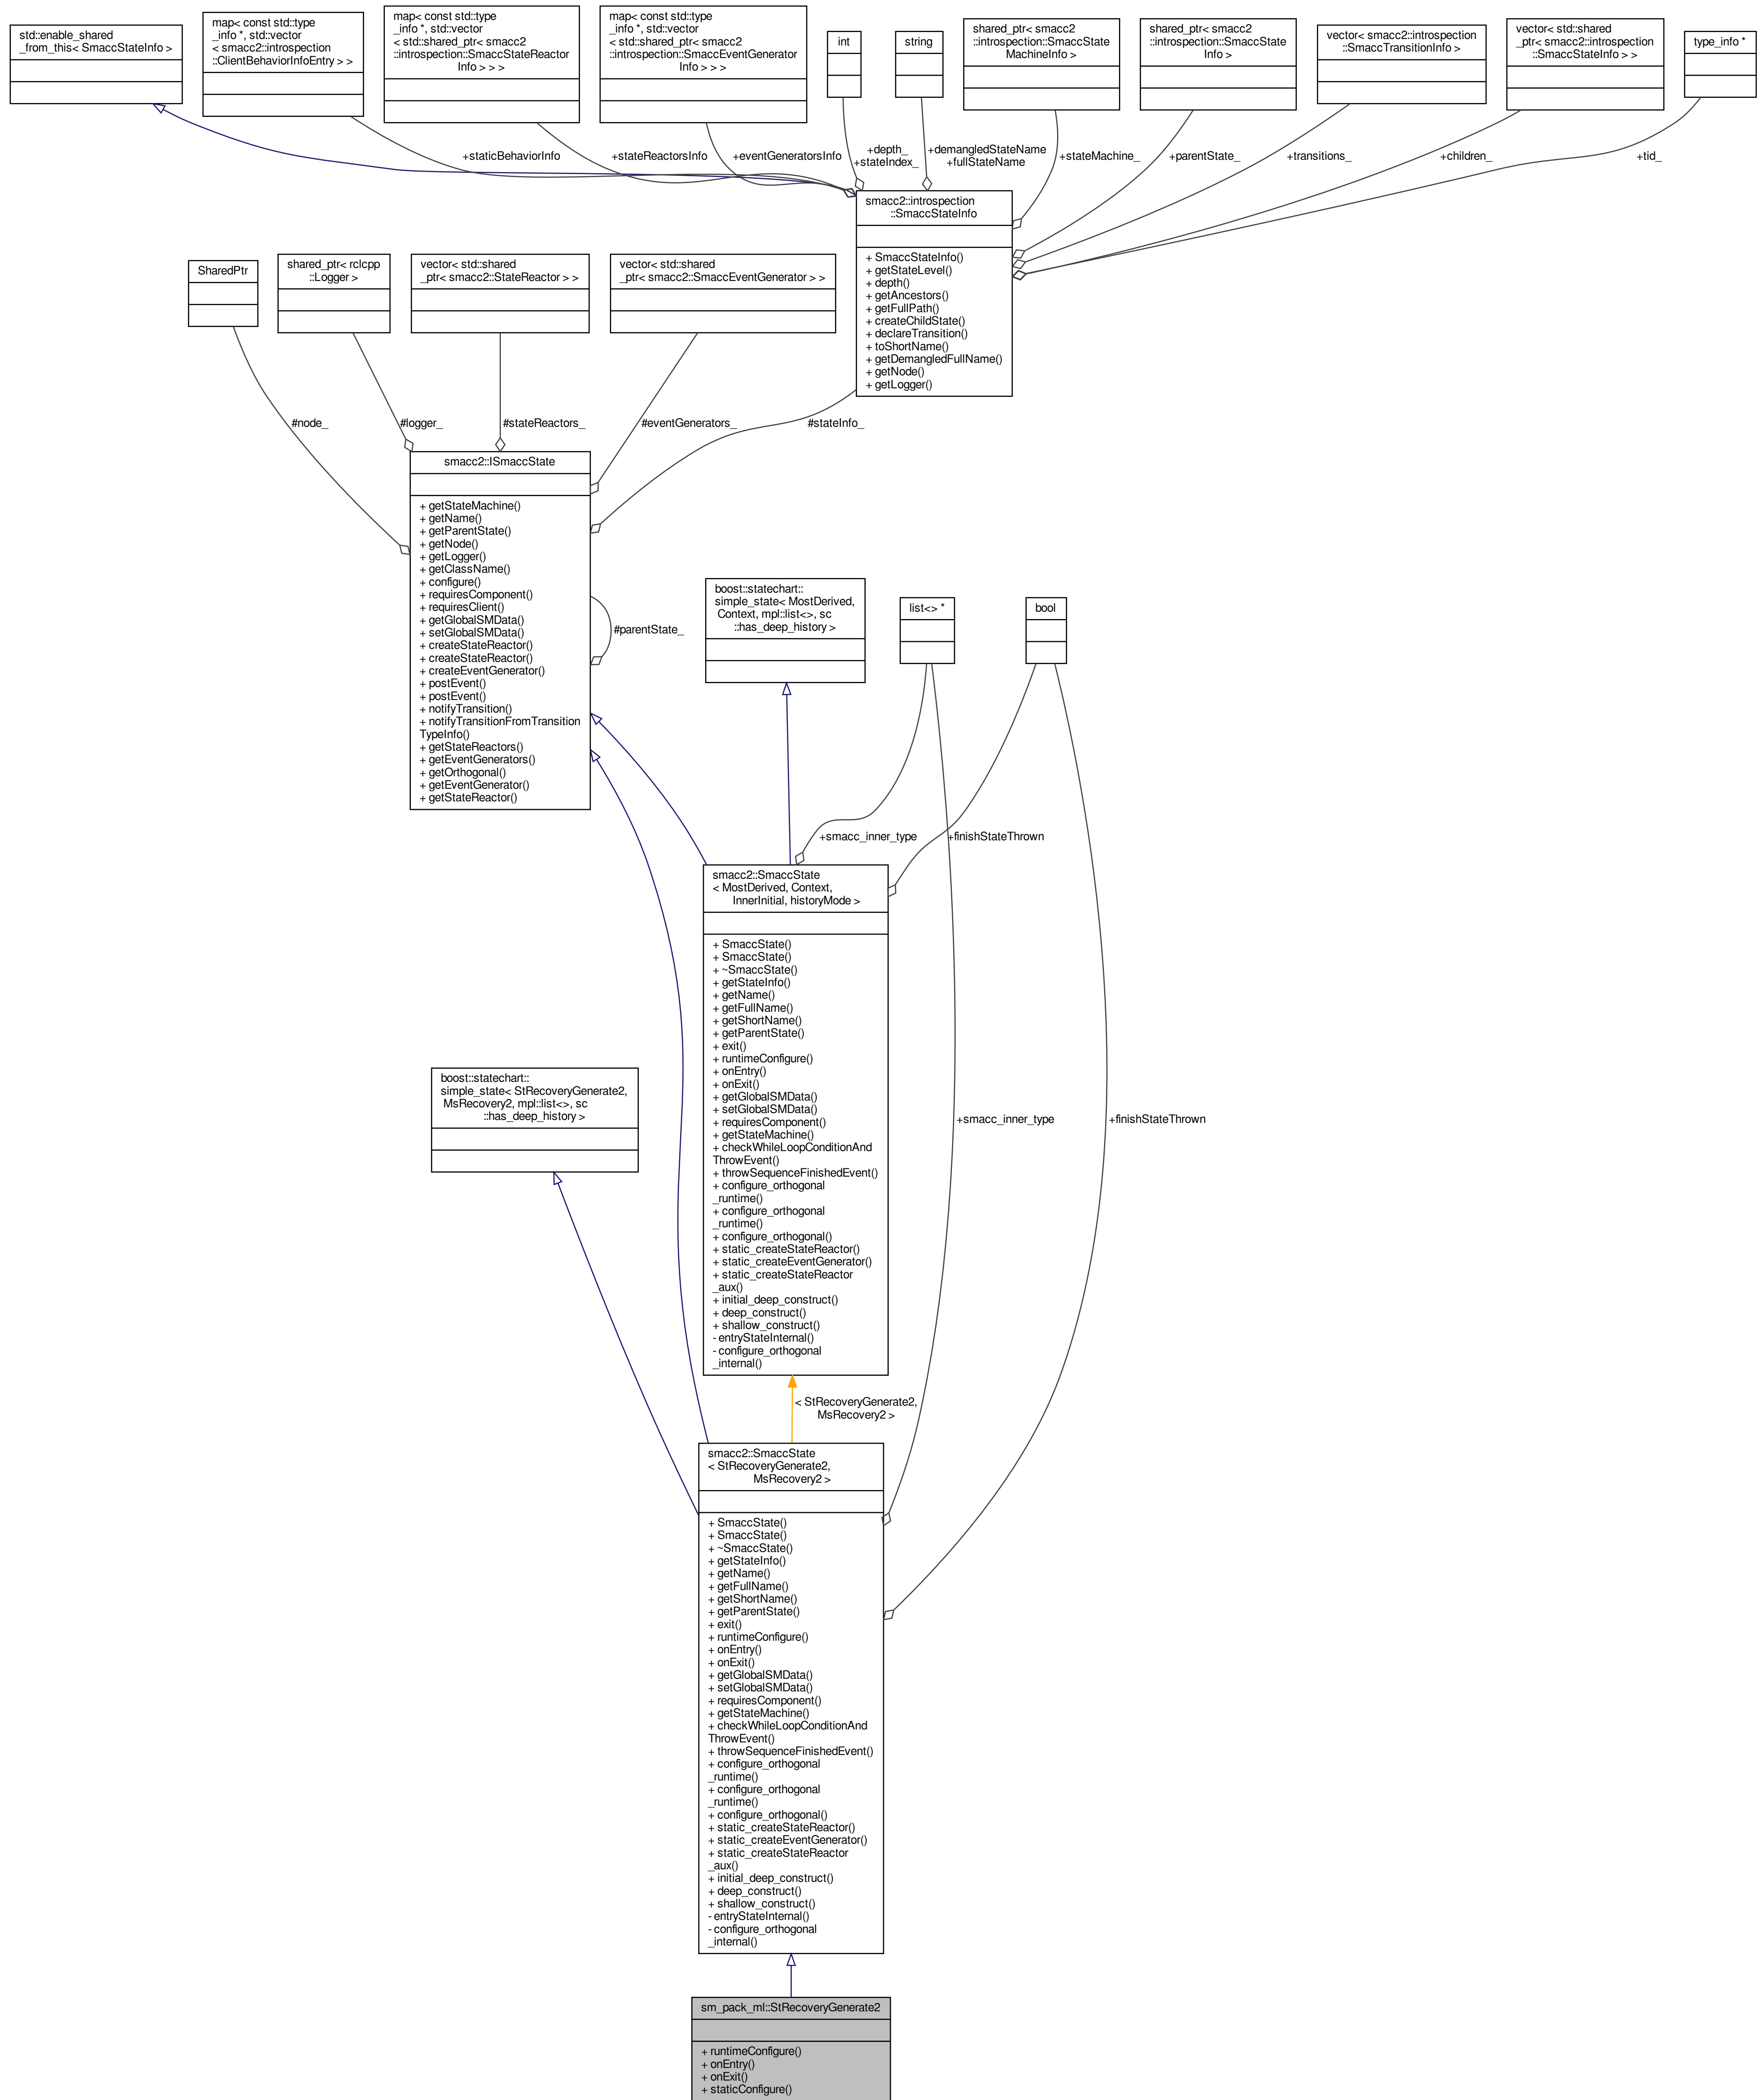 std::enable_shared
_from_this< SmaccStateInfo >
map< const std::type
_info *, std::vector
< smacc2::introspection
::ClientBehaviorInfoEntry > >
map< const std::type
_info *, std::vector
< std::shared_ptr< smacc2
::introspection::SmaccStateReactor
Info > > >
map< const std::type
_info *, std::vector
< std::shared_ptr< smacc2
::introspection::SmaccEventGenerator
Info > > >
int
string
shared_ptr< smacc2
::introspection::SmaccState
MachineInfo >
shared_ptr< smacc2
::introspection::SmaccState
Info >
vector< smacc2::introspection
::SmaccTransitionInfo >
vector< std::shared
_ptr< smacc2::introspection
::SmaccStateInfo > >
type_info *
+staticBehaviorInfo
+stateReactorsInfo
+eventGeneratorsInfo
+depth_
+stateIndex_
+demangledStateName
+fullStateName
+stateMachine_
+parentState_
+transitions_
+children_
+tid_
smacc2::introspection
::SmaccStateInfo
+ SmaccStateInfo()
+ getStateLevel()
+ depth()
+ getAncestors()
+ getFullPath()
+ createChildState()
+ declareTransition()
+ toShortName()
+ getDemangledFullName()
+ getNode()
+ getLogger()
SharedPtr
shared_ptr< rclcpp
::Logger >
vector< std::shared
_ptr< smacc2::StateReactor > >
vector< std::shared
_ptr< smacc2::SmaccEventGenerator > >
#node_
#logger_
#stateReactors_
#eventGenerators_
#stateInfo_
smacc2::ISmaccState
+ getStateMachine()
+ getName()
+ getParentState()
+ getNode()
+ getLogger()
+ getClassName()
+ configure()
+ requiresComponent()
+ requiresClient()
+ getGlobalSMData()
+ setGlobalSMData()
+ createStateReactor()
+ createStateReactor()
+ createEventGenerator()
+ postEvent()
+ postEvent()
+ notifyTransition()
+ notifyTransitionFromTransition
TypeInfo()
+ getStateReactors()
+ getEventGenerators()
+ getOrthogonal()
+ getEventGenerator()
+ getStateReactor()
#parentState_
boost::statechart::
simple_state< MostDerived,
Context, mpl::list<>, sc
::has_deep_history >
list<> *
bool
+smacc_inner_type
+finishStateThrown
smacc2::SmaccState
< MostDerived, Context,
InnerInitial, historyMode >
+ SmaccState()
+ SmaccState()
+ ~SmaccState()
+ getStateInfo()
+ getName()
+ getFullName()
+ getShortName()
+ getParentState()
+ exit()
+ runtimeConfigure()
+ onEntry()
+ onExit()
+ getGlobalSMData()
+ setGlobalSMData()
+ requiresComponent()
+ getStateMachine()
+ checkWhileLoopConditionAnd
ThrowEvent()
+ throwSequenceFinishedEvent()
+ configure_orthogonal
_runtime()
+ configure_orthogonal
_runtime()
+ configure_orthogonal()
+ static_createStateReactor()
+ static_createEventGenerator()
+ static_createStateReactor
_aux()
+ initial_deep_construct()
+ deep_construct()
+ shallow_construct()
- entryStateInternal()
- configure_orthogonal
_internal()
boost::statechart::
simple_state< StRecoveryGenerate2,
MsRecovery2, mpl::list<>, sc
::has_deep_history >
+smacc_inner_type
+finishStateThrown
< StRecoveryGenerate2,
MsRecovery2 >
smacc2::SmaccState
< StRecoveryGenerate2,
MsRecovery2 >
+ SmaccState()
+ SmaccState()
+ ~SmaccState()
+ getStateInfo()
+ getName()
+ getFullName()
+ getShortName()
+ getParentState()
+ exit()
+ runtimeConfigure()
+ onEntry()
+ onExit()
+ getGlobalSMData()
+ setGlobalSMData()
+ requiresComponent()
+ getStateMachine()
+ checkWhileLoopConditionAnd
ThrowEvent()
+ throwSequenceFinishedEvent()
+ configure_orthogonal
_runtime()
+ configure_orthogonal
_runtime()
+ configure_orthogonal()
+ static_createStateReactor()
+ static_createEventGenerator()
+ static_createStateReactor
_aux()
+ initial_deep_construct()
+ deep_construct()
+ shallow_construct()
- entryStateInternal()
- configure_orthogonal
_internal()
sm_pack_ml::StRecoveryGenerate2
+ runtimeConfigure()
+ onEntry()
+ onExit()
+ staticConfigure()